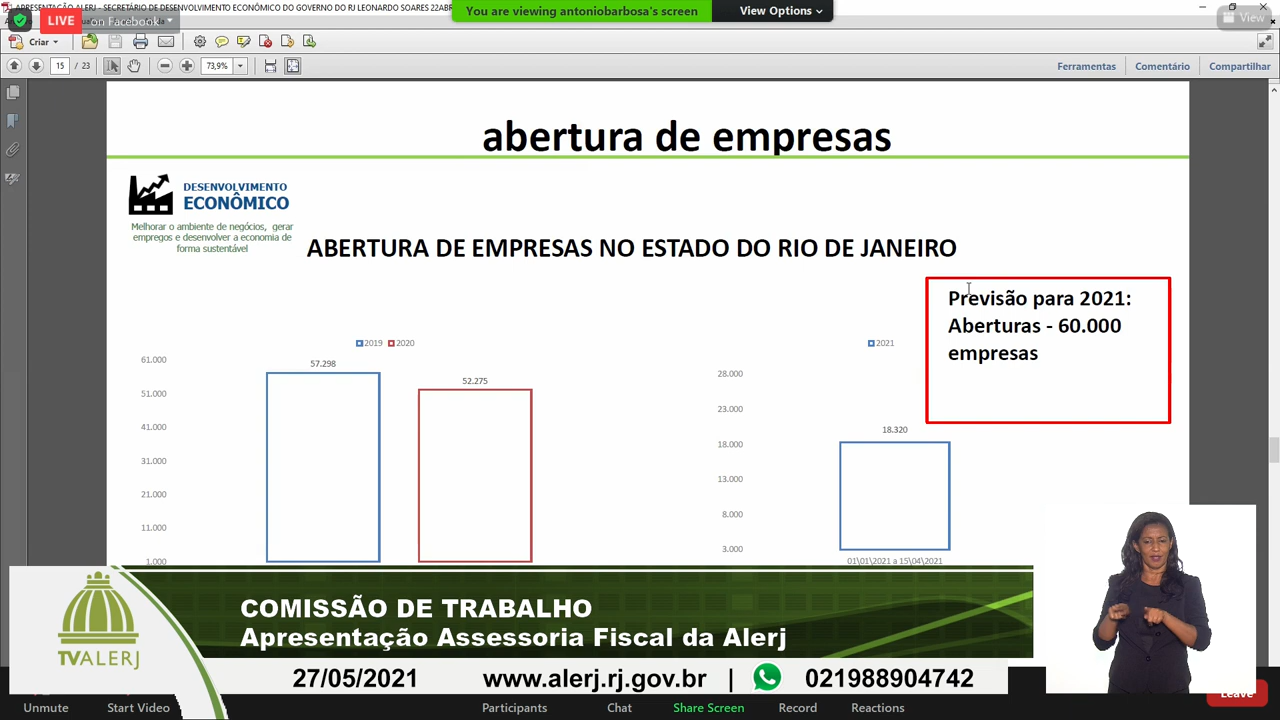 APRESENTAÇÃO ALERJ - SECRETÁRIO DE DESENVOLVIMENTO ECONÔMICO DO GOVERNO DO RJ LEONARDO SOARES 22ABR
LIVE on Facebook
You are viewing antoniobarbosa's screen
View Options
View
Criar
15 / 23
73,9%
Ferramentas
Comentário
Compartilhar
abertura de empresas
DESENVOLVIMENTO
ECONÔMICO
Melhorar o ambiente de negócios, gerar
empregos e desenvolver a economia de
forma sustentável
ABERTURA DE EMPRESAS NO ESTADO DO RIO DE JANEIRO
Previsão para 2021:
Aberturas - 60.000
empresas
2019 2020
61.000
51.000
41.000
31.000
21.000
11.000
1.000
57.298
52.275
2021
28.000
23.000
18.000
13.000
8.000
3.000
18.320
01\01\2021 a 15\04\2021
TVALERJ
COMISSÃO DE TRABALHO
Apresentação Assessoria Fiscal da Alerj
27/05/2021
www.alerj.rj.gov.br | 021988904742
Unmute
Start Video
Participants
Chat
Share Screen
Record
Reactions
Leave